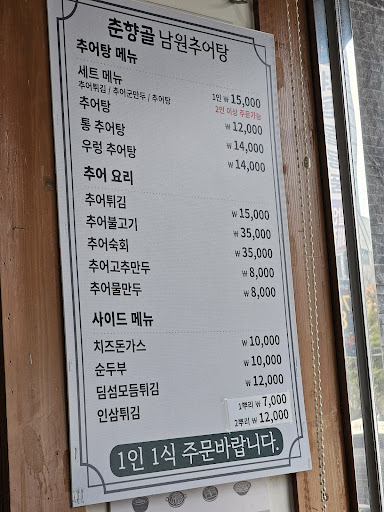 춘향골 남원추어탕
추어탕 메뉴
세트 메뉴 1인 ₩ 15,000
추어튀김 / 추어군만두 / 추어탕 2인 이상 주문가능
추어탕 ₩ 12,000
통 추어탕 ₩ 14,000
우렁 추어탕 ₩ 14,000
추어 요리
추어튀김 ₩ 15,000
추어불고기 ₩ 35,000
추어숙회 ₩ 35,000
추어고추만두 ₩ 8,000
추어물만두 ₩ 8,000
사이드 메뉴
치즈돈가스 ₩ 10,000
순두부 ₩ 10,000
딤섬모듬튀김 ₩ 12,000
인삼튀김 1뿌리 ₩ 7,000
2뿌리 ₩ 12,000
1인 1식 주문바랍니다.